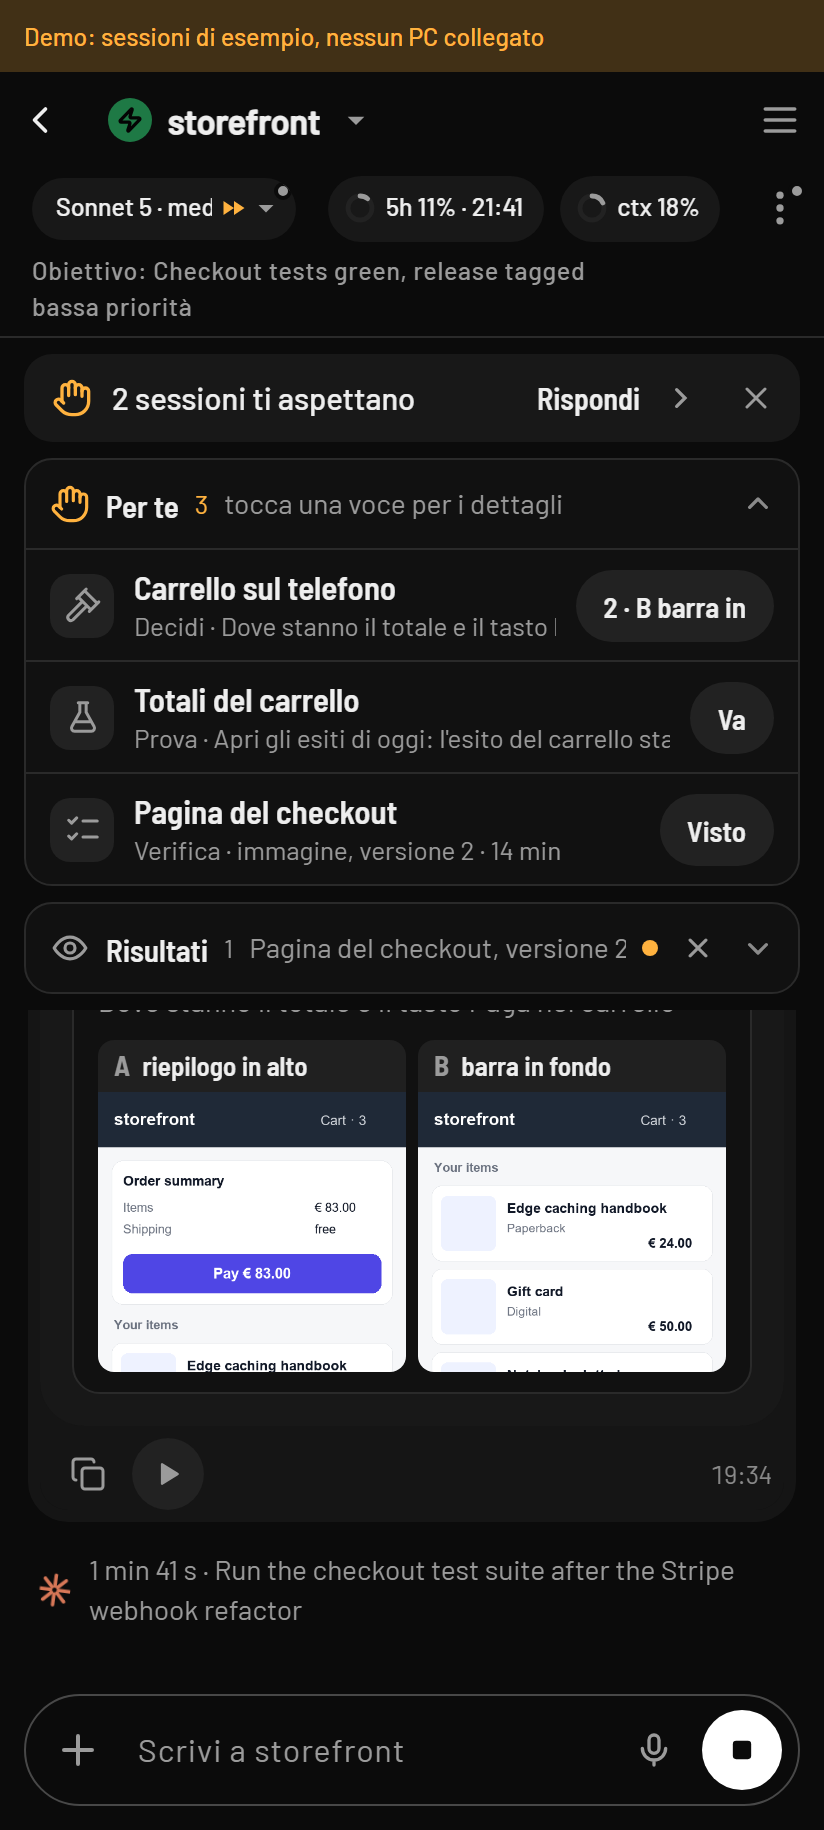 Demo: sessioni di esempio, nessun PC collegato
storefront
Sonnet 5 · med
5h 11% · 21:41
ctx 18%
Obiettivo: Checkout tests green, release tagged
bassa priorità
2 sessioni ti aspettano
Rispondi
Per te 3 tocca una voce per i dettagli
Carrello sul telefono
Decidi · Dove stanno il totale e il tasto
2 · B barra in
Totali del carrello
Prova · Apri gli esiti di oggi: l'esito del carrello sta
Va
Pagina del checkout
Verifica · immagine, versione 2 · 14 min
Visto
Risultati 1 Pagina del checkout, versione 2
A riepilogo in alto
storefront Cart · 3
Order summary
Items € 83.00
Shipping free
Pay € 83.00
Your items
Edge caching handbook
B barra in fondo
storefront Cart · 3
Your items
Edge caching handbook
Paperback
€ 24.00
Gift card
Digital
€ 50.00
19:34
1 min 41 s · Run the checkout test suite after the Stripe
webhook refactor
Scrivi a storefront